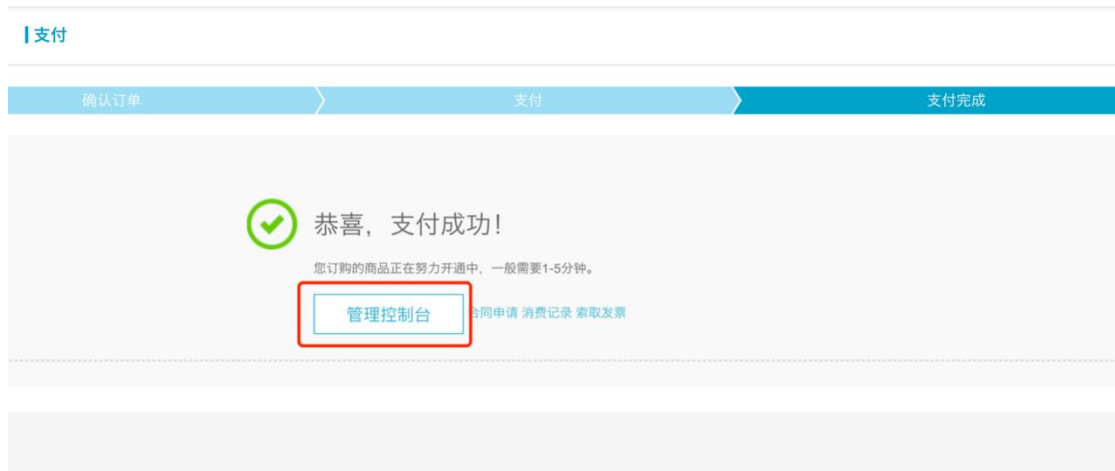 支付
确认订单 支付 支付完成
恭喜，支付成功！
您订购的商品正在努力开通中，一般需要1-5分钟。
管理控制台 合同申请 消费记录 索取发票